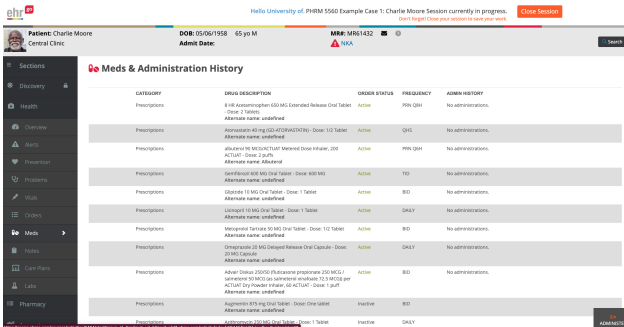 ehr go
Hello University of. PHRM 5560 Example Case 1: Charlie Moore Session currently in progress.
Don't forget! Close your session to save your work.
Close Session
Patient: Charlie Moore
Central Clinic
DOB: 05/06/1958 65 yo M
Admit Date:
MR#: MR61432
NKA
Search
Sections
Discovery
Health
Overview
Alerts
Prevention
Problems
Vitals
Orders
Meds
Notes
Care Plans
Labs
Pharmacy
Meds & Administration History
CATEGORY DRUG DESCRIPTION ORDER STATUS FREQUENCY ADMIN HISTORY
Prescriptions 8 HR Acetaminophen 650 MG Extended Release Oral Tablet Active PRN Q8H No administrations.
- Dose: 2 Tablets
Alternate name: undefined
Prescriptions Atorvastatin 40 mg (GD-ATORVASTATIN) - Dose: 1/2 Tablet Active QHS No administrations.
Alternate name: undefined
Prescriptions albuterol 90 MCG/ACTUAT Metered Dose Inhaler, 200 Active PRN Q6H No administrations.
ACTUAT - Dose: 2 puffs
Alternate name: Albuterol
Prescriptions Gemfibrozil 600 MG Oral Tablet - Dose: 600 MG Active TID No administrations.
Alternate name: undefined
Prescriptions Glipizide 10 MG Oral Tablet - Dose: 1 Tablet Active BID No administrations.
Alternate name: undefined
Prescriptions Lisinopril 10 MG Oral Tablet - Dose: 1 Tablet Active DAILY No administrations.
Alternate name: undefined
Prescriptions Metoprolol Tartrate 50 MG Oral Tablet - Dose: 1/2 Tablet Active BID No administrations.
Alternate name: undefined
Prescriptions Omeprazole 20 MG Delayed Release Oral Capsule - Dose: Active DAILY No administrations.
20 MG Capsule
Alternate name: undefined
Prescriptions Advair Diskus 250/50 (fluticasone propionate 250 MCG / Active BID No administrations.
salmeterol 50 MCG (as salmeterol xinafoate 72.5 MCG)) per
ACTUAT Dry Powder Inhaler, 60 ACTUAT - Dose: 1 puff
Alternate name: undefined
Prescriptions Augmentin 875-mg Oral Tablet - Dose: One tablet Inactive BID No administrations.
Alternate name: undefined
Prescriptions Azithromycin 250 MG Oral Tablet - Dose: 1 Tablet Inactive DAILY
ADMINISTE